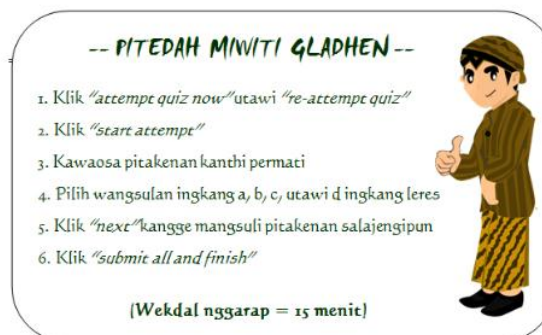 -- PITEDAH MIWITI GLADHEN --
1. Klik "attempt quiz now" utawi "re-attempt quiz"
2. Klik "start attempt"
3. Kawaosa pitakenan kanthi permati
4. Pilih wangsulan ingkang a, b, c, utawi d ingkang leres
5. Klik "next" kangge mangsuli pitakenan salajengipun
6. Klik "submit all and finish"
(Wekdal nggarap = 15 menit)